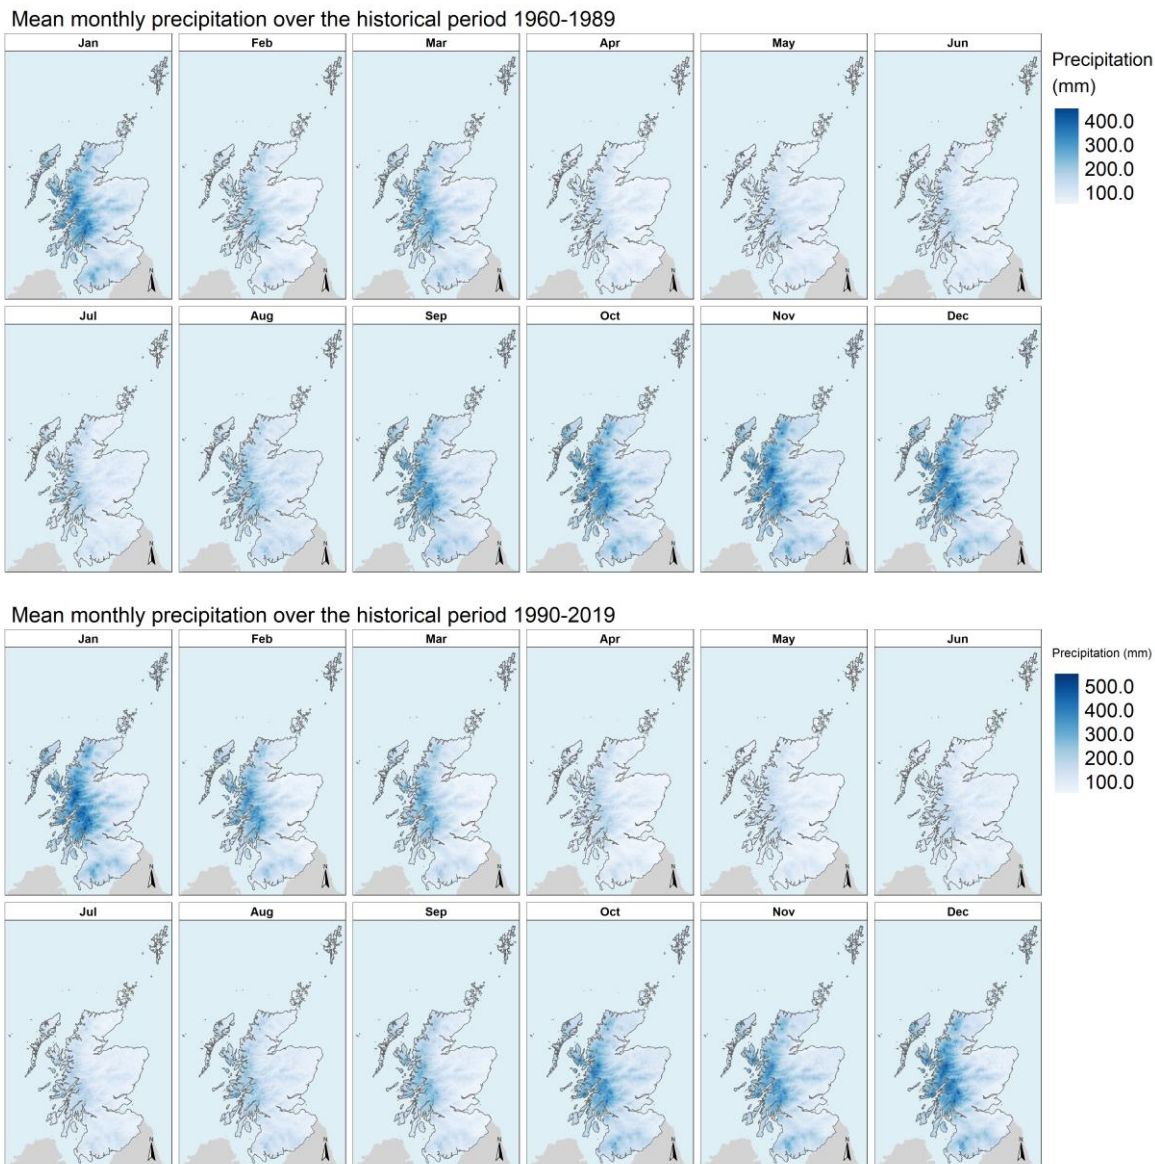 Mean monthly precipitation over the historical period 1960-1989
Jan Feb Mar Apr May Jun
Precipitation
(mm)
400.0
300.0
200.0
100.0
N N N N N N
Jul Aug Sep Oct Nov Dec
N N N N N N
Mean monthly precipitation over the historical period 1990-2019
Jan Feb Mar Apr May Jun
Precipitation (mm)
500.0
400.0
300.0
200.0
100.0
N N N N N N
Jul Aug Sep Oct Nov Dec
N N N N N N